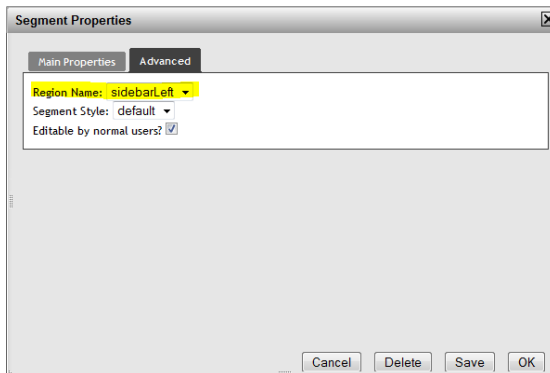 Segment Properties
Main Properties Advanced
Region Name: sidebarLeft
Segment Style: default
Editable by normal users?
Cancel Delete Save OK